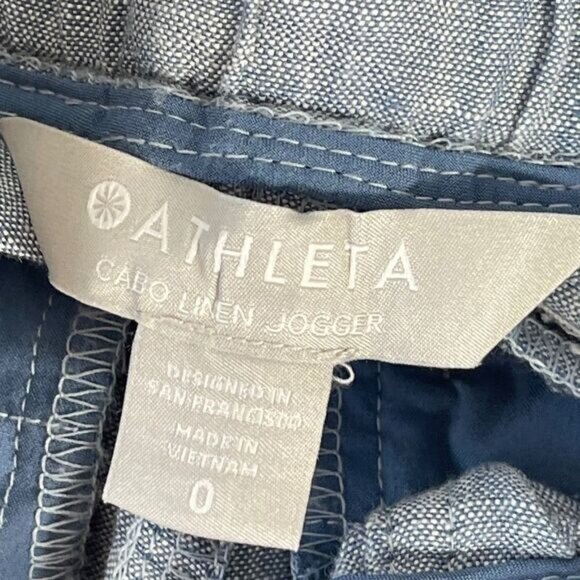 ATHLETA
CABO LINEN JOGGER
DESIGNED IN
SAN FRANCISCO
MADE IN
VIETNAM
0